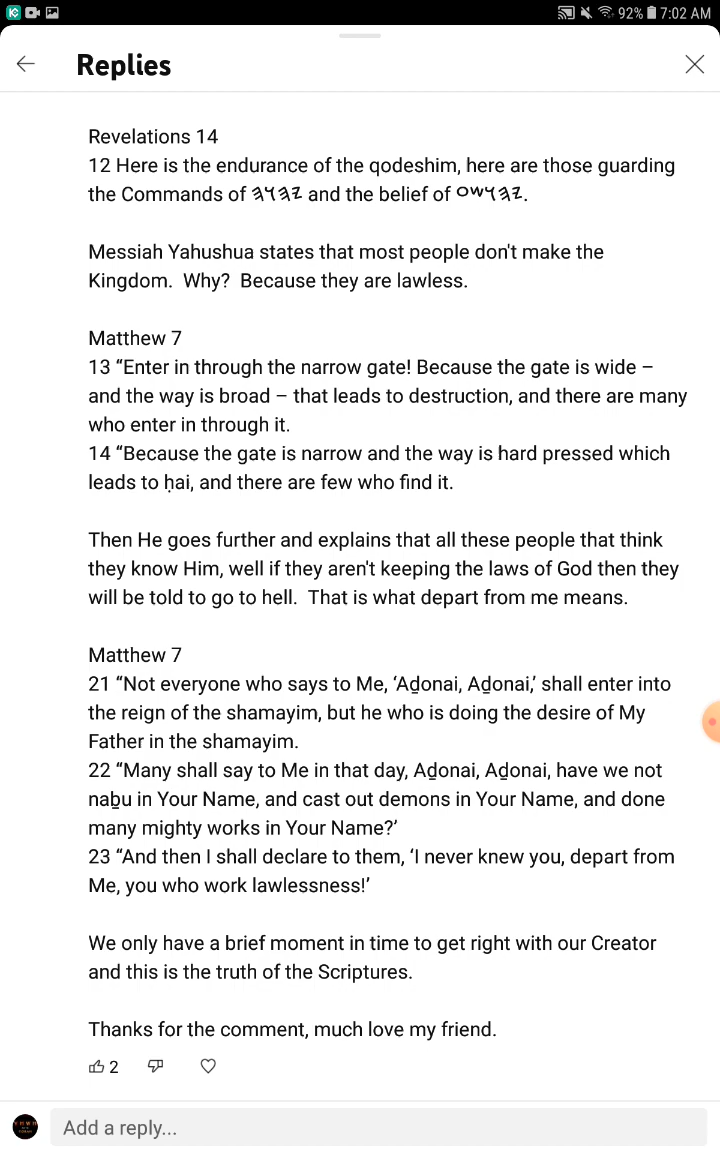 92% 7:02 AM
Replies
Revelations 14
12 Here is the endurance of the qodeshim, here are those guarding
the Commands of 𐤉𐤄𐤅𐤄 and the belief of 𐤉𐤄𐤅𐤔𐤏.
Messiah Yahushua states that most people don't make the
Kingdom.  Why?  Because they are lawless.
Matthew 7
13 “Enter in through the narrow gate! Because the gate is wide –
and the way is broad – that leads to destruction, and there are many
who enter in through it.
14 “Because the gate is narrow and the way is hard pressed which
leads to ḥai, and there are few who find it.
Then He goes further and explains that all these people that think
they know Him, well if they aren't keeping the laws of God then they
will be told to go to hell.  That is what depart from me means.
Matthew 7
21 “Not everyone who says to Me, ‘Aḏonai, Aḏonai,’ shall enter into
the reign of the shamayim, but he who is doing the desire of My
Father in the shamayim.
22 “Many shall say to Me in that day, Aḏonai, Aḏonai, have we not
naḇu in Your Name, and cast out demons in Your Name, and done
many mighty works in Your Name?’
23 “And then I shall declare to them, ‘I never knew you, depart from
Me, you who work lawlessness!’
We only have a brief moment in time to get right with our Creator
and this is the truth of the Scriptures.
Thanks for the comment, much love my friend.
2
Add a reply...